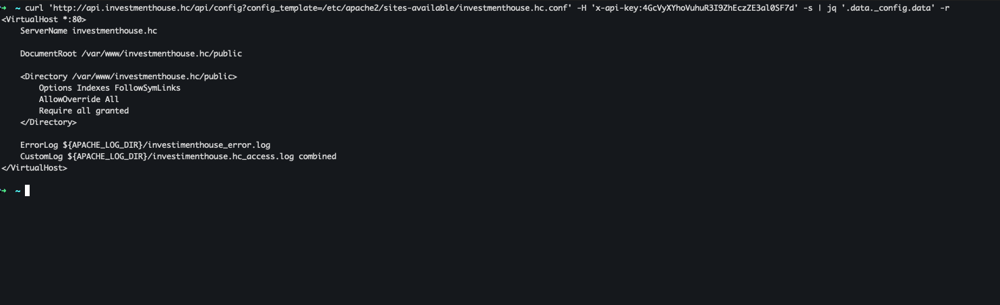 ➜ ~ curl 'http://api.investmenthouse.hc/api/config?config_template=/etc/apache2/sites-available/investmenthouse.hc.conf' -H 'x-api-key:4GcVyXYhoVuhuR3I9ZhEczZE3al0SF7d' -s | jq '.data._config.data' -r
<VirtualHost *:80>
    ServerName investmenthouse.hc
    DocumentRoot /var/www/investmenthouse.hc/public
    <Directory /var/www/investmenthouse.hc/public>
        Options Indexes FollowSymLinks
        AllowOverride All
        Require all granted
    </Directory>
    ErrorLog ${APACHE_LOG_DIR}/investimenthouse_error.log
    CustomLog ${APACHE_LOG_DIR}/investimenthouse.hc_access.log combined
</VirtualHost>
➜ ~